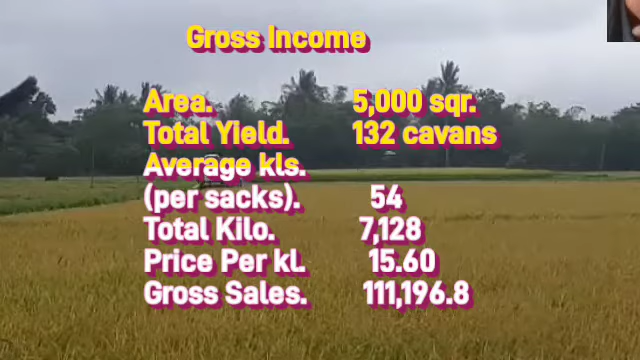 Gross Income
Area. 5,000 sqr.
Total Yield. 132 cavans
Average kls.
(per sacks). 54
Total Kilo. 7,128
Price Per kl. 15.60
Gross Sales. 111,196.8